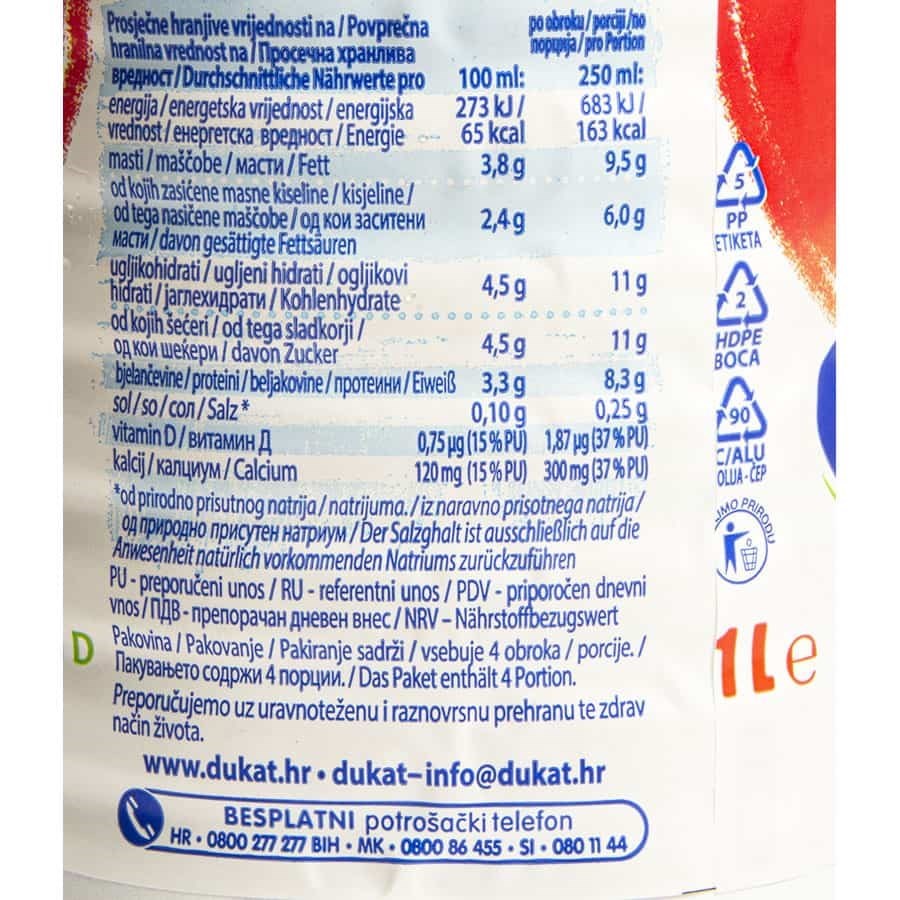 Prosječne hranjive vrijednosti na / Povprečna
hranilna vrednost na / Просечна хранлива
вредност / Durchschnittliche Nährwerte pro
100 ml:
po obroku / porciji / no
порција / pro Portion
250 ml:
energija / energetska vrijednost / energijska
vrednost / енергетска вредност / Energie
273 kJ / 683 kJ /
65 kcal 163 kcal
masti / maščobe / масти / Fett 3,8 g 9,5 g
od kojih zasićene masne kiseline / kisjeline /
od tega nasičene maščobe / од кои заситени 2,4 g 6,0 g
масти / davon gesättigte Fettsäuren
ugljikohidrati / ugljeni hidrati / ogljikovi
hidrati / јаглехидрати / Kohlenhydrate 4,5 g 11 g
od kojih šećeri / od tega sladkorji /
од кои шеќери / davon Zucker 4,5 g 11 g
bjelančevine / proteini / beljakovine / протеини / Eiweiß 3,3 g 8,3 g
sol / so / сол / Salz * 0,10 g 0,25 g
vitamin D / витамин Д 0,75 µg (15 % PU) 1,87 µg (37 % PU)
kalcij / калциум / Calcium 120 mg (15 % PU) 300 mg (37 % PU)
*od prirodno prisutnog natrija / natrijuma. / iz naravno prisotnega natrija /
од природно присутен натриум / Der Salzghalt ist ausschließlich auf die
Anwesenheit natürlich vorkommenden Natriums zurückzuführen
PU - preporučeni unos / RU - referentni unos / PDV - priporočen dnevni
vnos / ПДВ - препорачан дневен внес / NRV – Nährstoffbezugswert
Pakovina / Pakovanje / Pakiranje sadrži / vsebuje 4 obroka / porcije. /
Пакувањето содржи 4 порции. / Das Paket enthält 4 Portion.
Preporučujemo uz uravnoteženu i raznovrsnu prehranu te zdrav
način života.
www.dukat.hr • dukat-info@dukat.hr
BESPLATNI potrošački telefon
HR • 0800 277 277 BIH • MK • 0800 86 455 • SI • 080 11 44
5
PP
ETIKETA
2
HDPE
BOCA
90
C/ALU
PRIRODU
1L e
D